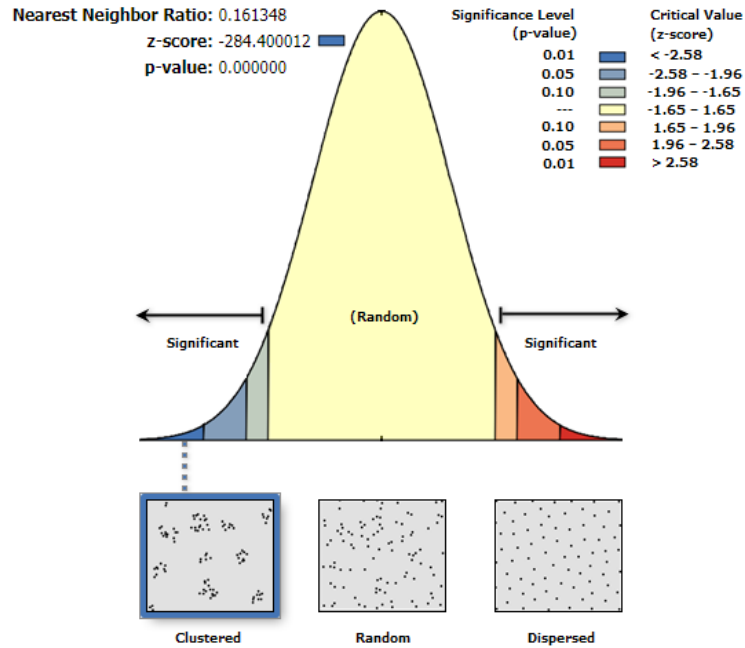 Nearest Neighbor Ratio: 0.161348
z-score: -284.400012
p-value: 0.000000
Significance Level
(p-value)
Critical Value
(z-score)
0.01 < -2.58
0.05 -2.58 – -1.96
0.10 -1.96 – -1.65
--- -1.65 – 1.65
0.10 1.65 – 1.96
0.05 1.96 – 2.58
0.01 > 2.58
(Random)
Significant
Significant
Clustered
Random
Dispersed